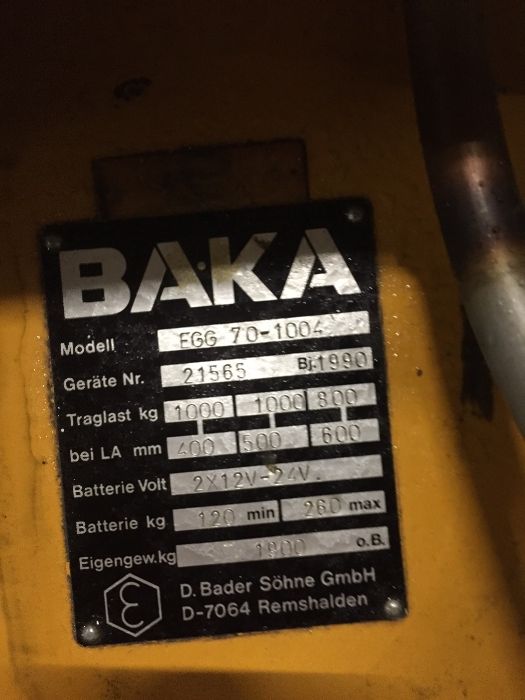 BAKA
Modell EGG 70-1004
Geräte Nr. 21565 Bj. 1990
Traglast kg 1000 1000 800
bei LA mm 400 500 600
Batterie Volt 2X12V-24V.
Batterie kg 120 min 260 max
Eigengew. kg 1800 o.B.
Ɛ
D. Bader Söhne GmbH
D-7064 Remshalden